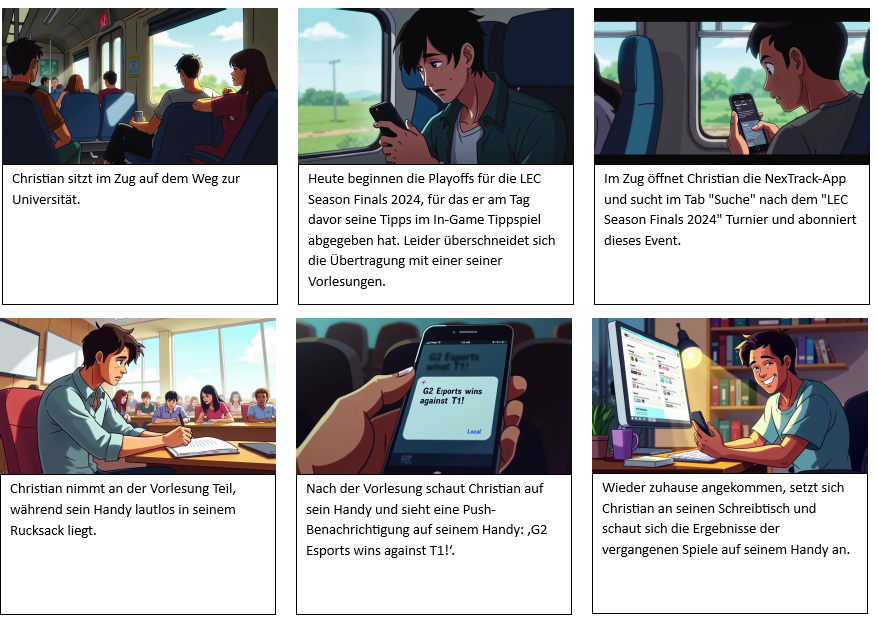 Christian sitzt im Zug auf dem Weg zur
Universität.
Heute beginnen die Playoffs für die LEC
Season Finals 2024, für das er am Tag
davor seine Tipps im In-Game Tippspiel
abgegeben hat. Leider überschneidet sich
die Übertragung mit einer seiner
Vorlesungen.
Im Zug öffnet Christian die NexTrack-App
und sucht im Tab "Suche" nach dem "LEC
Season Finals 2024" Turnier und abonniert
dieses Event.
Christian nimmt an der Vorlesung Teil,
während sein Handy lautlos in seinem
Rucksack liegt.
G2 Esports
wins T1!
G2 Esports wins
against T1!
Local
Nach der Vorlesung schaut Christian auf
sein Handy und sieht eine Push-
Benachrichtigung auf seinem Handy: ‚G2
Esports wins against T1!‘.
Wieder zuhause angekommen, setzt sich
Christian an seinen Schreibtisch und
schaut sich die Ergebnisse der
vergangenen Spiele auf seinem Handy an.